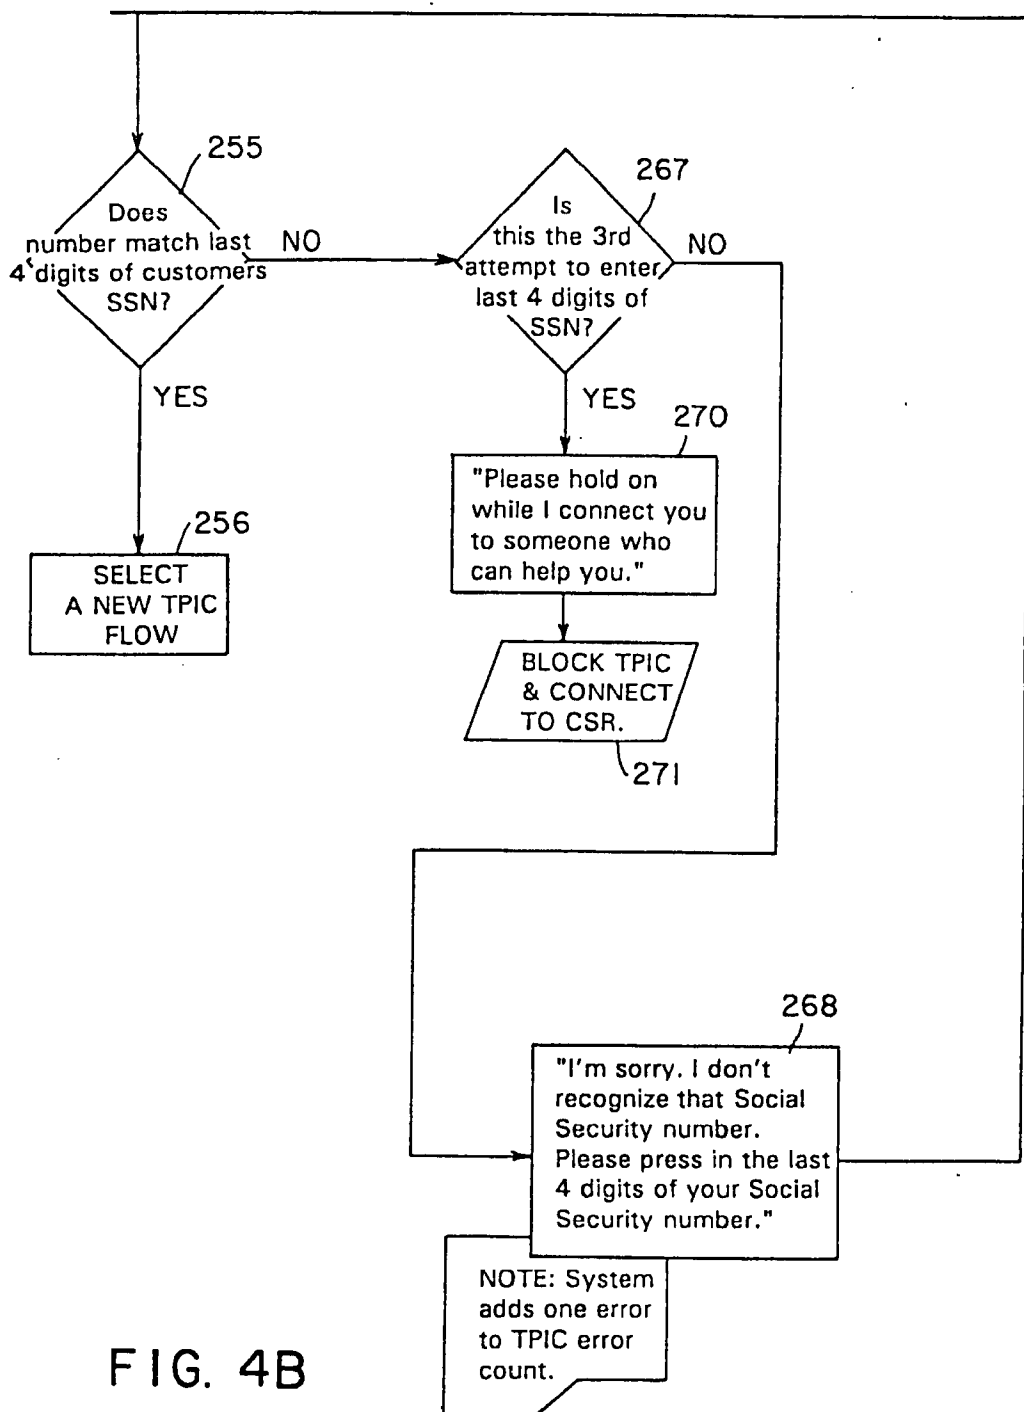 255
Does
number match last
4 digits of customers
SSN?
NO
YES
256
SELECT
A NEW TPIC
FLOW
267
Is
this the 3rd
attempt to enter
last 4 digits of
SSN?
NO
YES
270
"Please hold on
while I connect you
to someone who
can help you."
BLOCK TPIC
& CONNECT
TO CSR.
271
268
"I'm sorry. I don't
recognize that Social
Security number.
Please press in the last
4 digits of your Social
Security number."
NOTE: System
adds one error
to TPIC error
count.
FIG. 4B